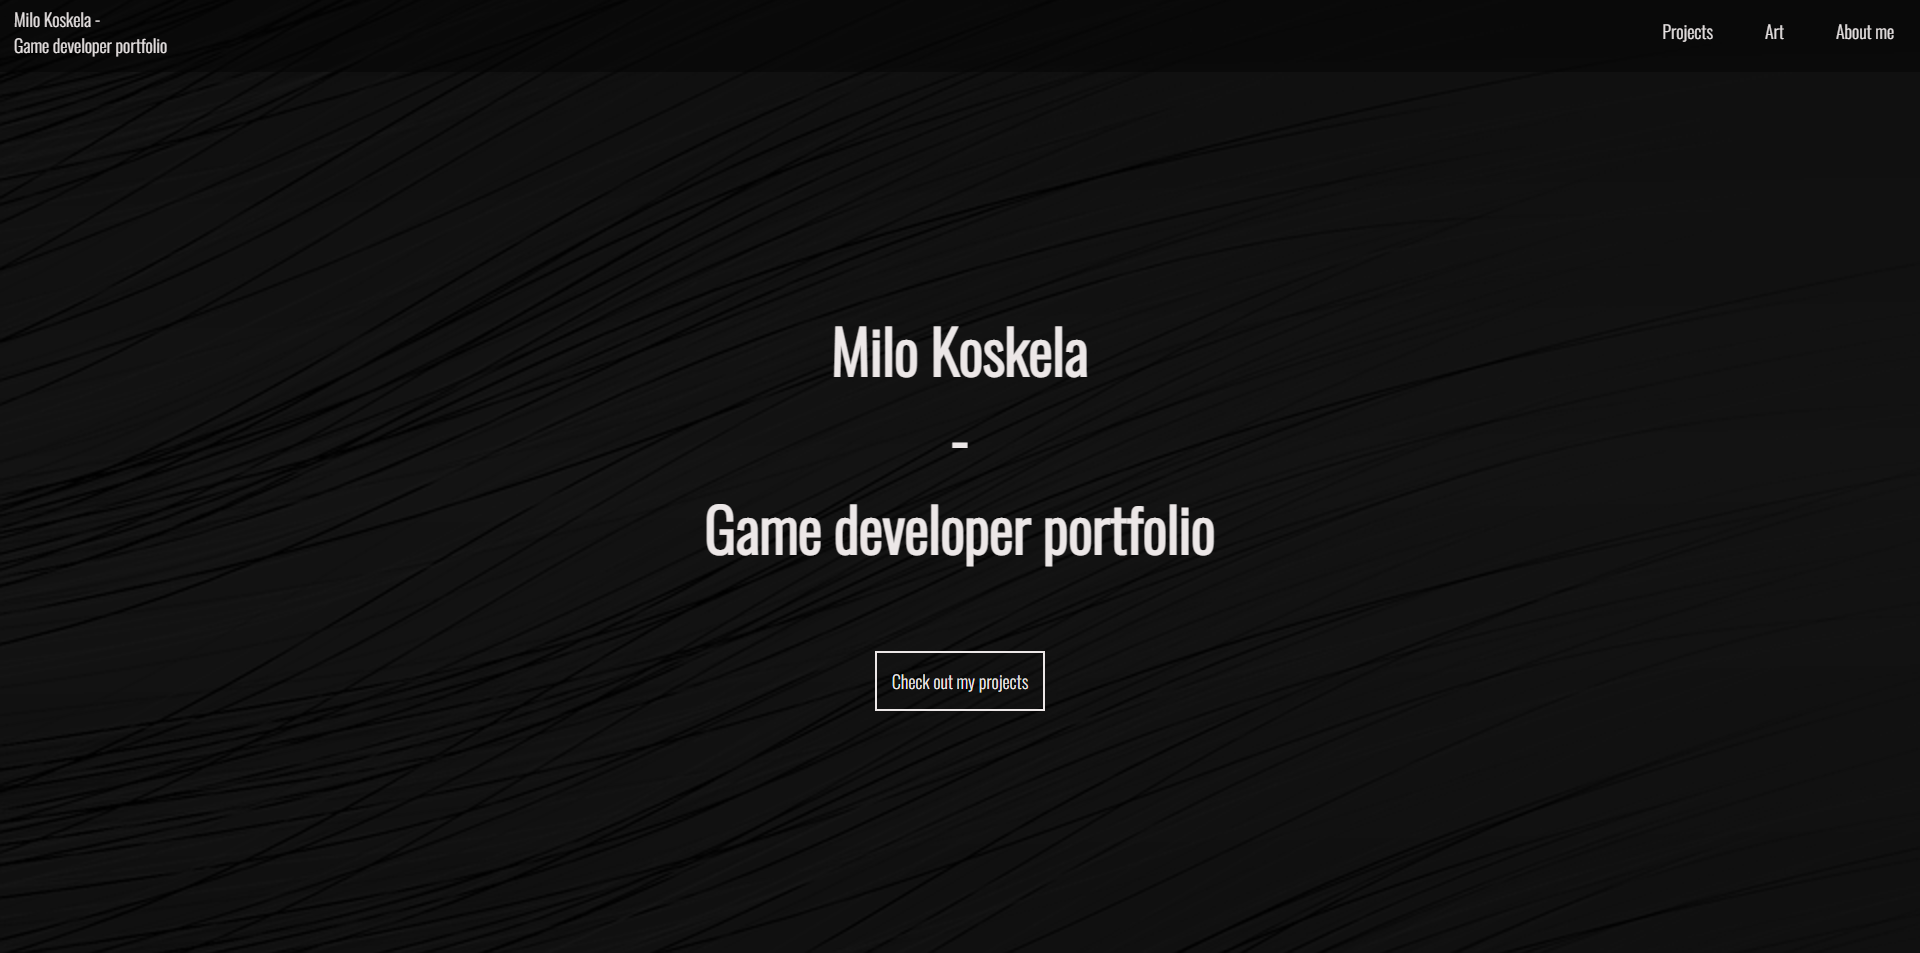 Milo Koskela -
Game developer portfolio
Projects
Art
About me
Milo Koskela
-
Game developer portfolio
Check out my projects